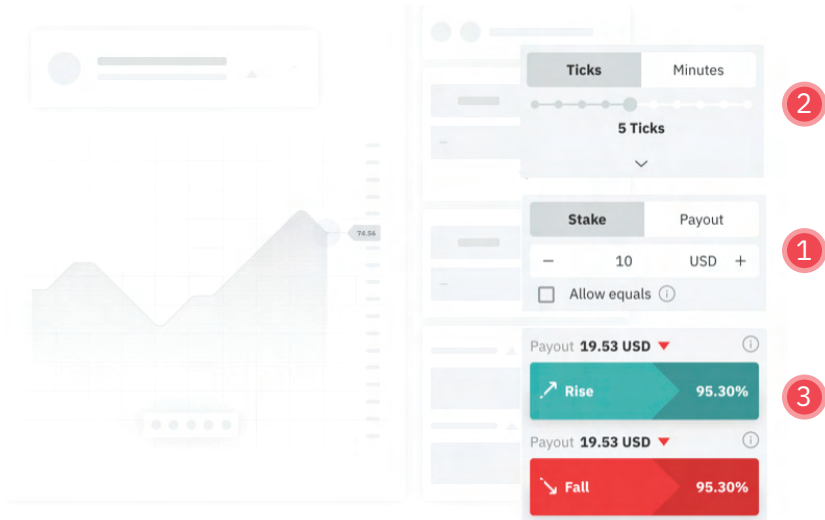 Ticks Minutes
2
5 Ticks
74.56
Stake Payout
1
− 10 USD +
Allow equals
Payout 19.53 USD
3
Rise 95.30%
Payout 19.53 USD
Fall 95.30%